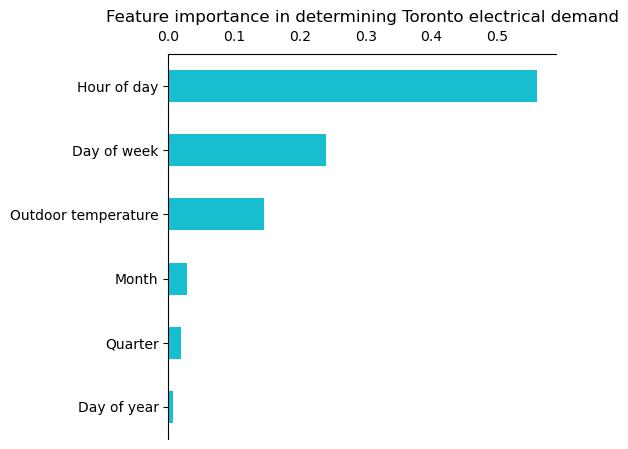 Feature importance in determining Toronto electrical demand
0.0 0.1 0.2 0.3 0.4 0.5
Hour of day
Day of week
Outdoor temperature
Month
Quarter
Day of year